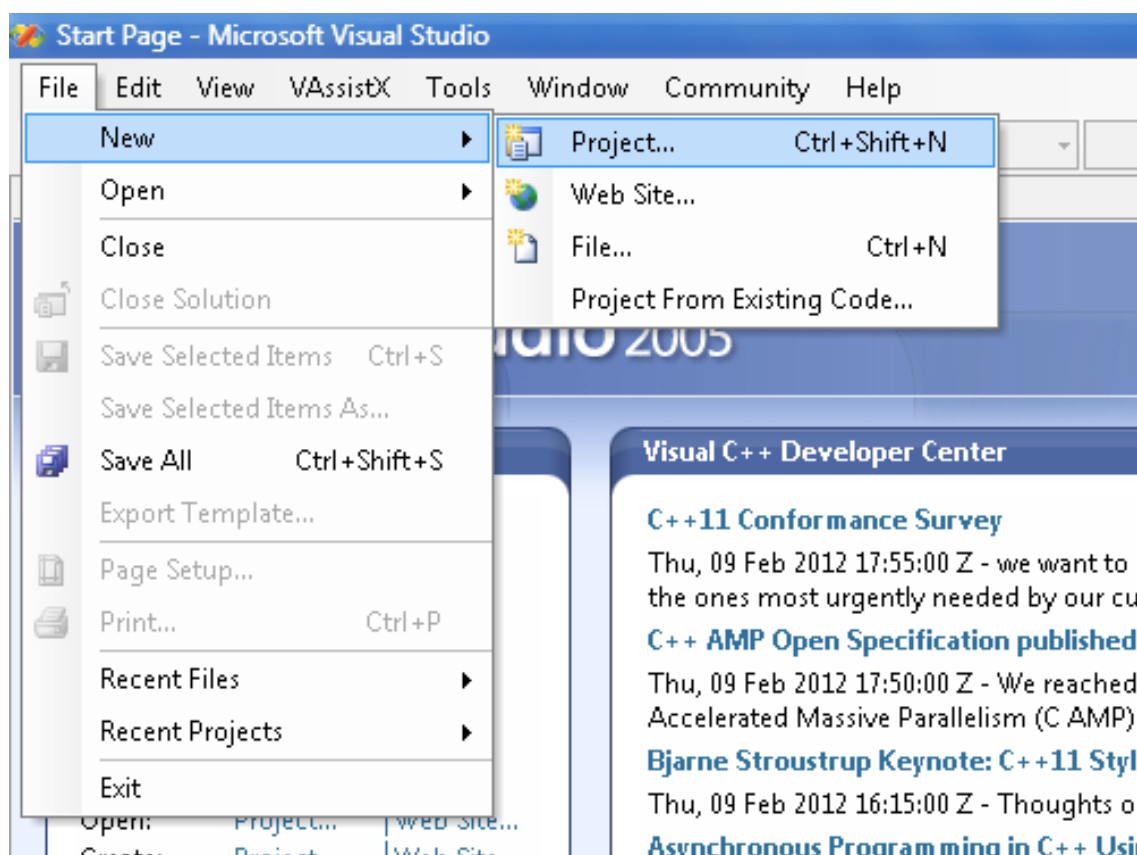 Start Page - Microsoft Visual Studio
File Edit View VAssistX Tools Window Community Help
New
Project... Ctrl+Shift+N
Open
Web Site...
Close
File... Ctrl+N
Close Solution
Project From Existing Code...
2005
Save Selected Items Ctrl+S
Save Selected Items As...
Save All Ctrl+Shift+S
Export Template...
Page Setup...
Print... Ctrl+P
Recent Files
Recent Projects
Exit
Open: Project... Web Site...
Visual C++ Developer Center
C++11 Conformance Survey
Thu, 09 Feb 2012 17:55:00 Z - we want to
the ones most urgently needed by our cu
C++ AMP Open Specification published
Thu, 09 Feb 2012 17:50:00 Z - We reached
Accelerated Massive Parallelism (C AMP)
Bjarne Stroustrup Keynote: C++11 Styl
Thu, 09 Feb 2012 16:15:00 Z - Thoughts o
Asynchronous Programming in C++ Usi